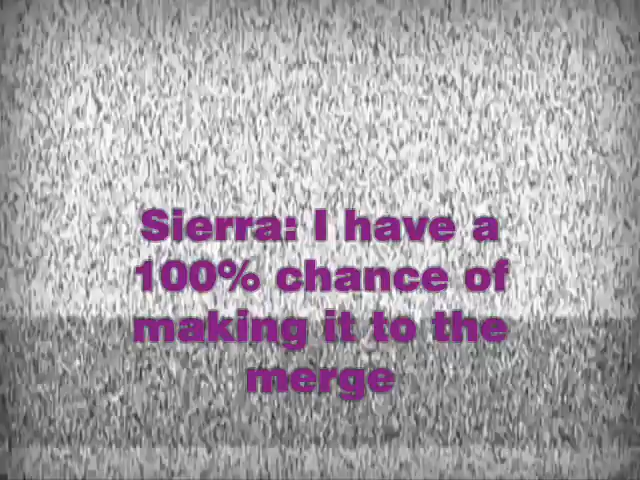 Sierra: I have a
100% chance of
making it to the
merge